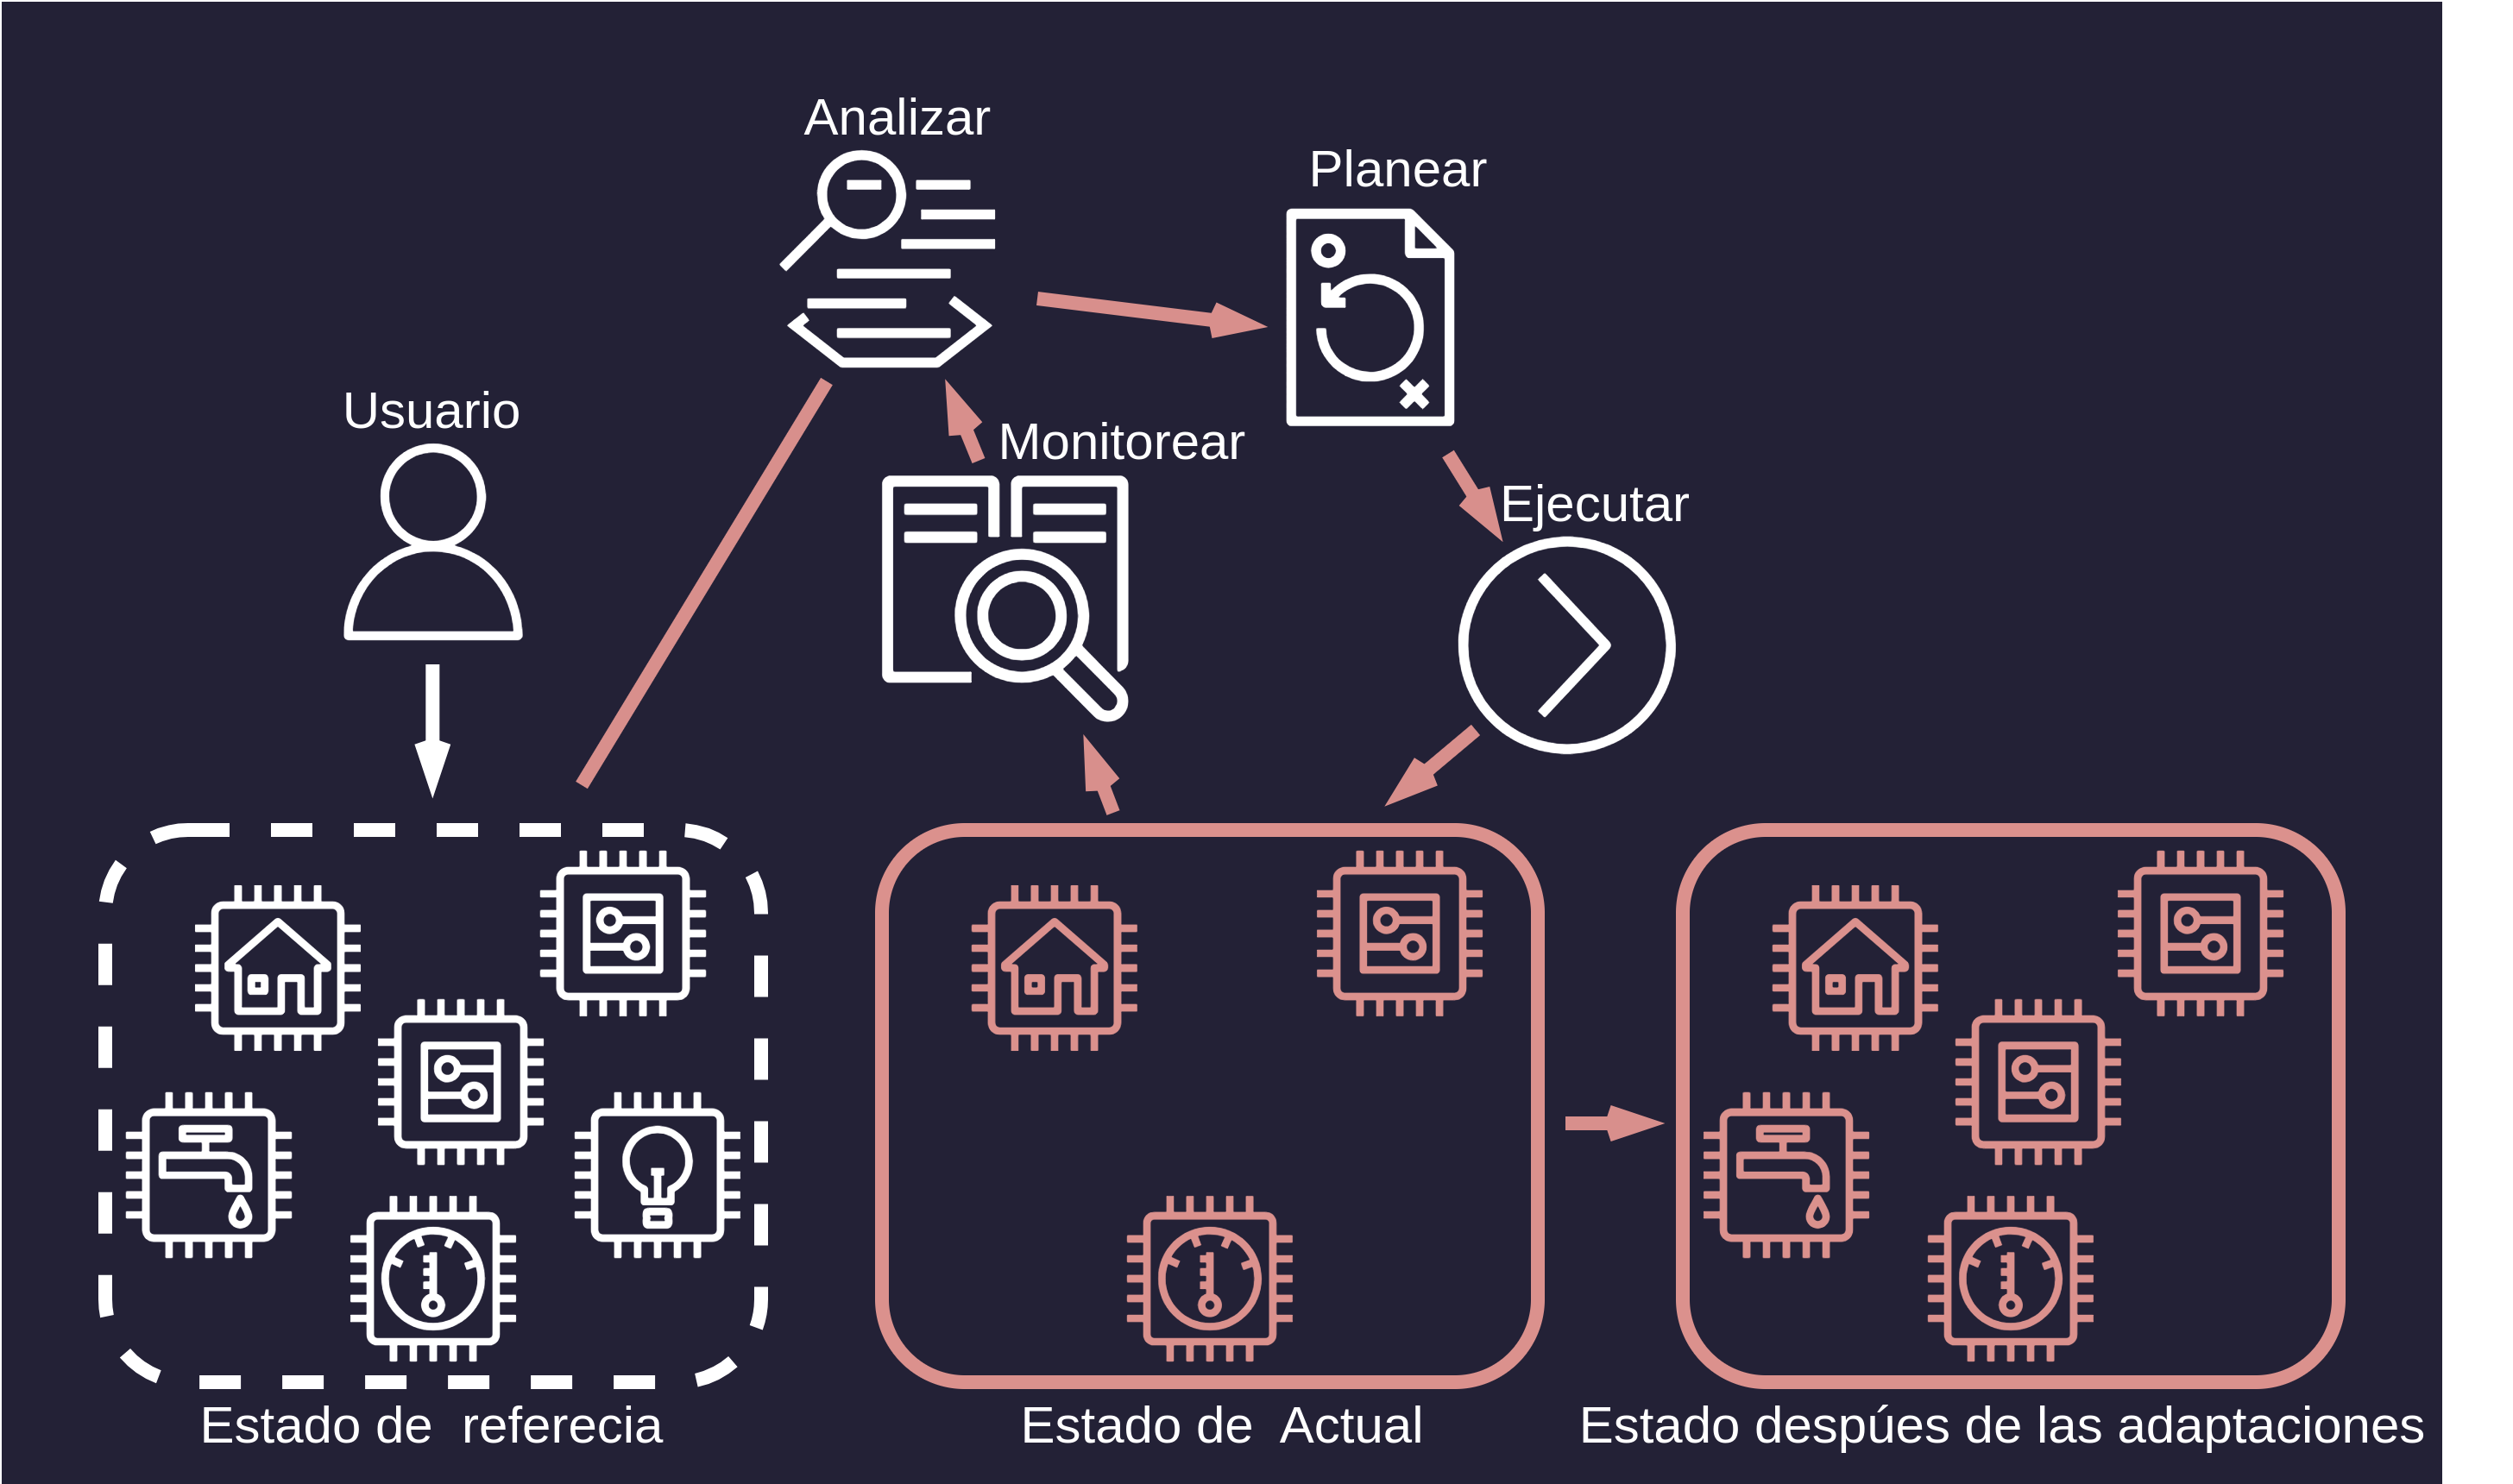 Analizar
Planear
Usuario
Monitorear
Ejecutar
Estado de  referecia
Estado de  Actual
Estado despúes de las adaptaciones